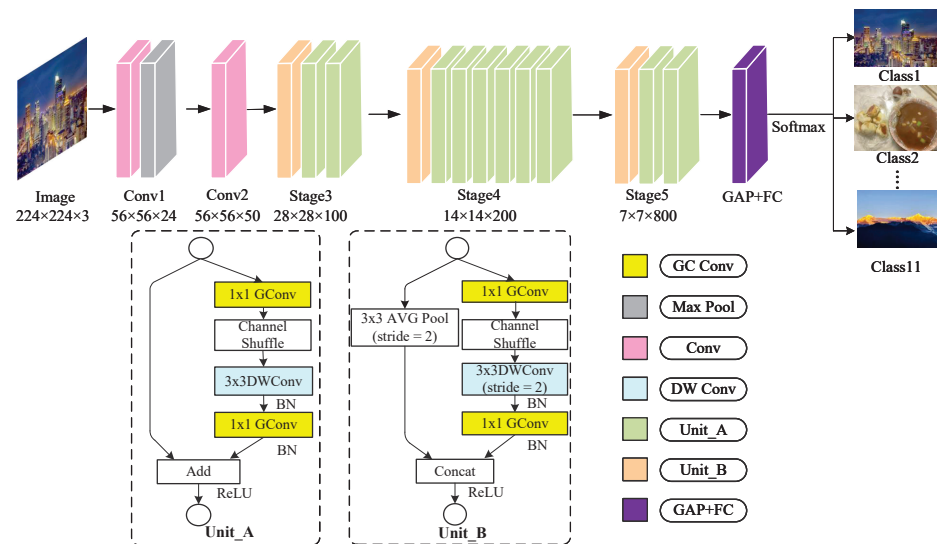 Image
224×224×3
Conv1
56×56×24
Conv2
56×56×50
Stage3
28×28×100
Stage4
14×14×200
Stage5
7×7×800
GAP+FC
Softmax
Class1
Class2
Class11
1x1 GConv
Channel
Shuffle
3x3DWConv
BN
1x1 GConv
BN
Add
ReLU
Unit_A
3x3 AVG Pool
(stride = 2)
1x1 GConv
Channel
Shuffle
3x3DWConv
(stride = 2)
BN
1x1 GConv
BN
Concat
ReLU
Unit_B
GC Conv
Max Pool
Conv
DW Conv
Unit_A
Unit_B
GAP+FC